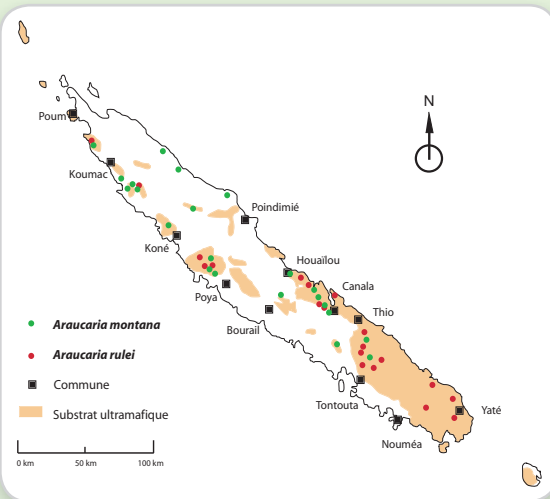 N
Poum
Koumac
Poindimié
Koné
Houaïlou
Canala
Poya
Thio
Bourail
Araucaria montana
Araucaria rulei
Commune
Substrat ultramafique
Tontouta
Yaté
Nouméa
0 km 50 km 100 km